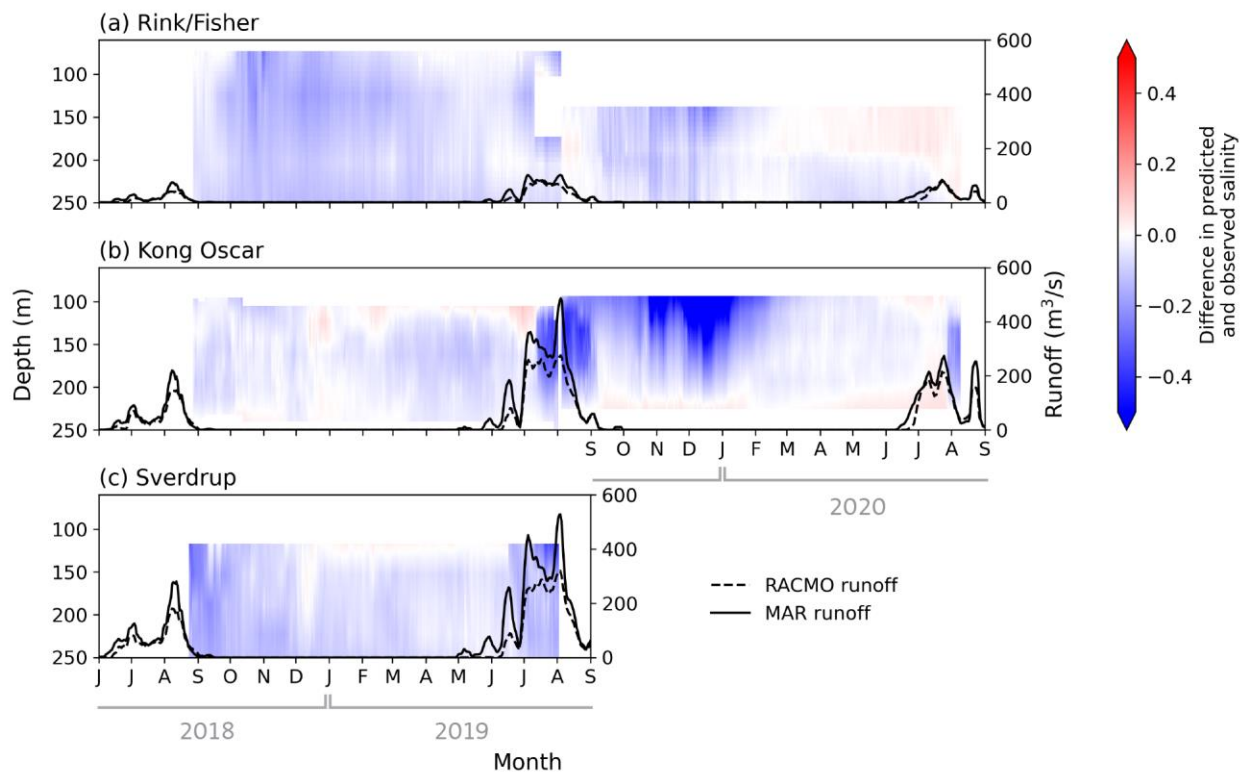 (a) Rink/Fisher
100
150
200
250
600
400
200
0
(b) Kong Oscar
100
150
200
250
600
400
200
0
S O N D J F M A M J J A S
2020
(c) Sverdrup
100
150
200
250
600
400
200
0
J J A S O N D J F M A M J J A S
2018 2019
Month
Depth (m)
Runoff (m³/s)
RACMO runoff
MAR runoff
0.4
0.2
0.0
−0.2
−0.4
Difference in predicted
and observed salinity